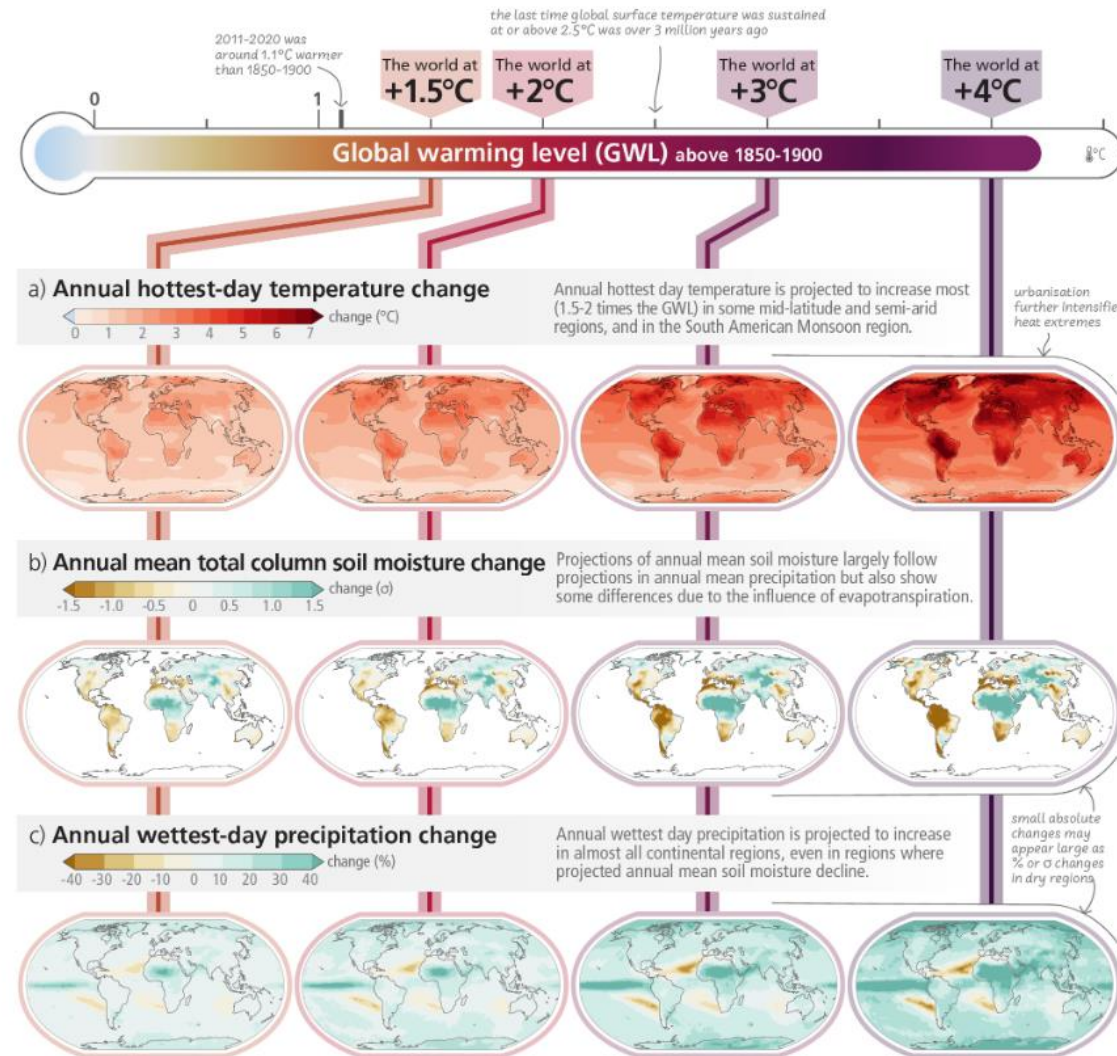 the last time global surface temperature was sustained
at or above 2.5°C was over 3 million years ago
2011-2020 was
around 1.1°C warmer
than 1850-1900
The world at
+1.5°C
The world at
+2°C
The world at
+3°C
The world at
+4°C
0
1
Global warming level (GWL) above 1850-1900
°C
a) Annual hottest-day temperature change
change (°C)
0 1 2 3 4 5 6 7
Annual hottest day temperature is projected to increase most
(1.5-2 times the GWL) in some mid-latitude and semi-arid
regions, and in the South American Monsoon region.
urbanisation
further intensifie
heat extremes
b) Annual mean total column soil moisture change
change (σ)
-1.5 -1.0 -0.5 0 0.5 1.0 1.5
Projections of annual mean soil moisture largely follow
projections in annual mean precipitation but also show
some differences due to the influence of evapotranspiration.
c) Annual wettest-day precipitation change
change (%)
-40 -30 -20 -10 0 10 20 30 40
Annual wettest day precipitation is projected to increase
in almost all continental regions, even in regions where
projected annual mean soil moisture decline.
small absolute
changes may
appear large as
% or σ changes
in dry regions